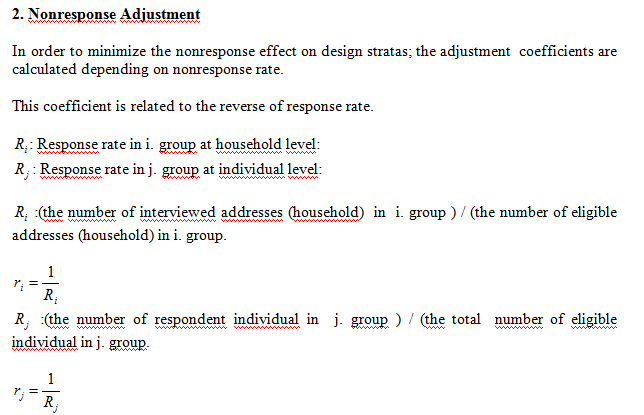 2. Nonresponse Adjustment
In order to minimize the nonresponse effect on design stratas; the adjustment coefficients are
calculated depending on nonresponse rate.
This coefficient is related to the reverse of response rate.
R_i: Response rate in i. group at household level:
R_j: Response rate in j. group at individual level:
R_i :(the number of interviewed addresses (household) in i. group ) / (the number of eligible
addresses (household) in i. group.
r_i = 1/R_i
R_j :(the number of respondent individual in j. group ) / (the total number of eligible
individual in j. group.
r_j = 1/R_j